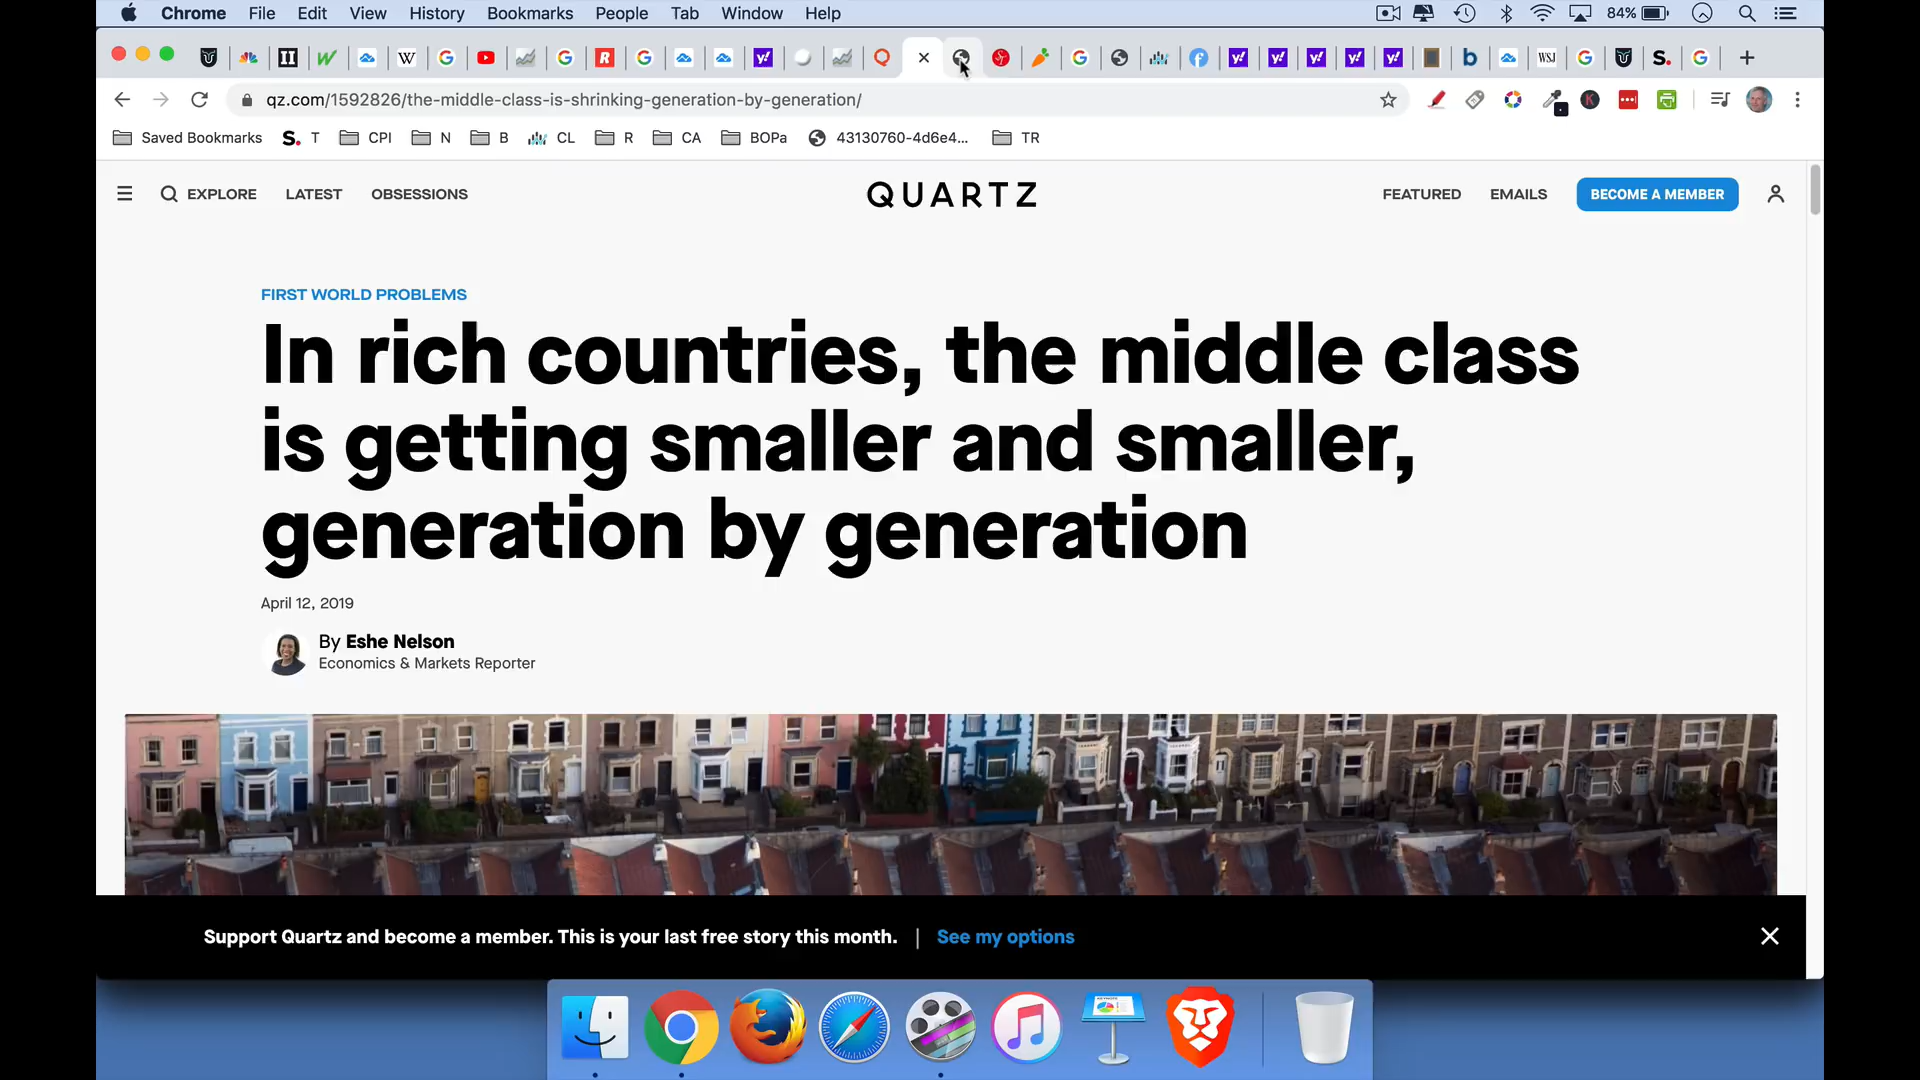 Chrome File Edit View History Bookmarks People Tab Window Help 84%
qz.com/1592826/the-middle-class-is-shrinking-generation-by-generation/
Saved Bookmarks S. T CPI N B CL R CA BOPa 43130760-4d6e4... TR
EXPLORE LATEST OBSESSIONS QUARTZ FEATURED EMAILS BECOME A MEMBER
FIRST WORLD PROBLEMS
In rich countries, the middle class
is getting smaller and smaller,
generation by generation
April 12, 2019
By Eshe Nelson
Economics & Markets Reporter
Support Quartz and become a member. This is your last free story this month. | See my options